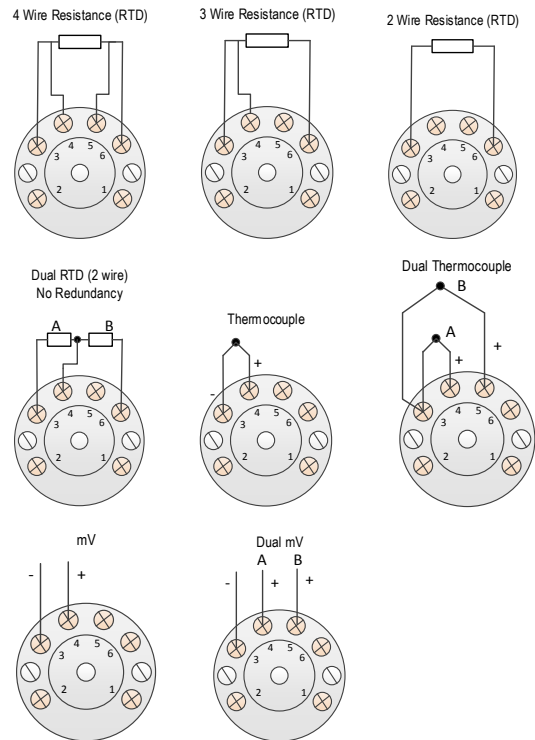 4 Wire Resistance (RTD)
3 4 5 6
2 1
3 Wire Resistance (RTD)
3 4 5 6
2 1
2 Wire Resistance (RTD)
3 4 5 6
2 1
Dual RTD (2 wire)
No Redundancy
A B
3 4 5 6
2 1
Thermocouple
- +
3 4 5 6
2 1
Dual Thermocouple
B
A
+ +
3 4 5 6
2 1
mV
- +
3 4 5 6
2 1
Dual mV
A B
- + +
3 4 5 6
2 1